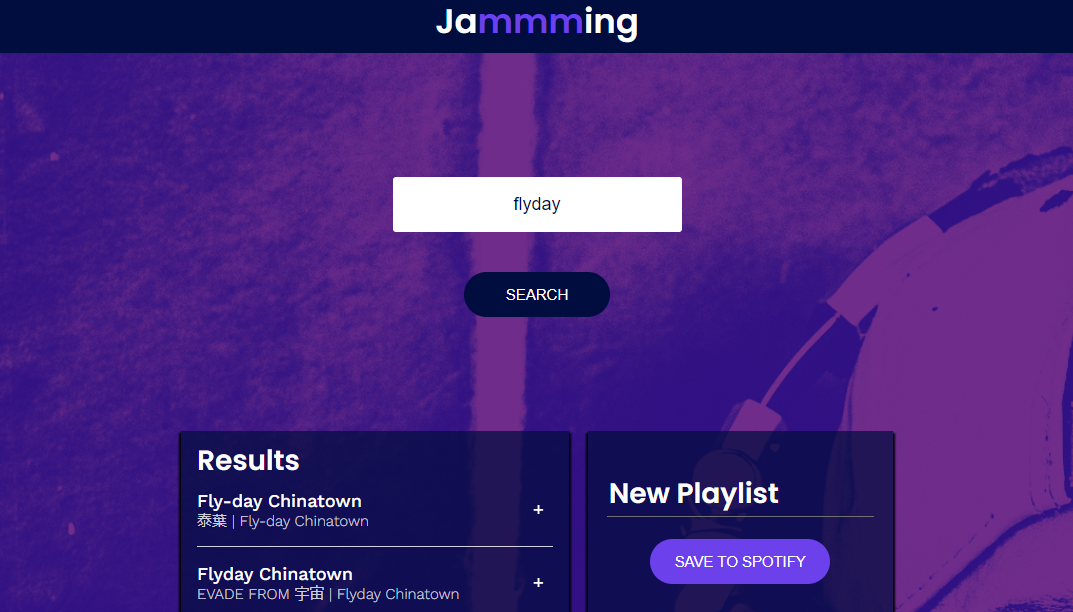 Jammming
flyday
SEARCH
Results
Fly-day Chinatown
泰葉 | Fly-day Chinatown
+
Flyday Chinatown
EVADE FROM 宇宙 | Flyday Chinatown
+
New Playlist
SAVE TO SPOTIFY